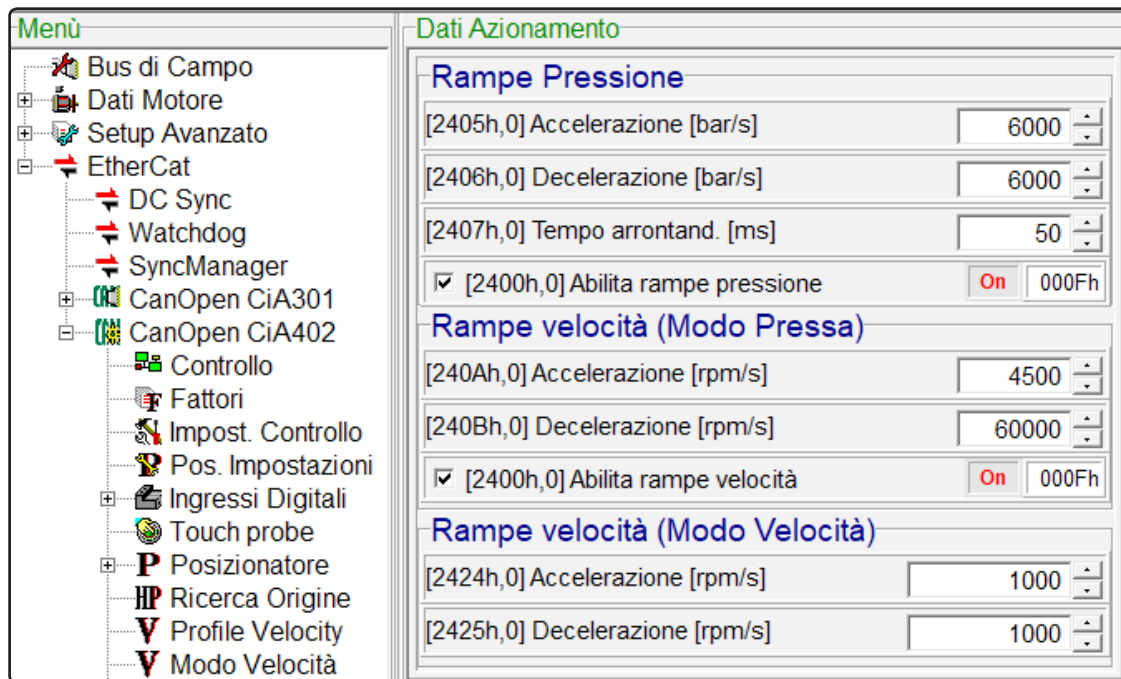 Menù
Bus di Campo
Dati Motore
Setup Avanzato
EtherCat
DC Sync
Watchdog
SyncManager
CanOpen CiA301
CanOpen CiA402
Controllo
Fattori
Impost. Controllo
Pos. Impostazioni
Ingressi Digitali
Touch probe
P Posizionatore
HP Ricerca Origine
V Profile Velocity
V Modo Velocità
Dati Azionamento
Rampe Pressione
[2405h,0] Accelerazione [bar/s] 6000
[2406h,0] Decelerazione [bar/s] 6000
[2407h,0] Tempo arrontand. [ms] 50
[2400h,0] Abilita rampe pressione On 000Fh
Rampe velocità (Modo Pressa)
[240Ah,0] Accelerazione [rpm/s] 4500
[240Bh,0] Decelerazione [rpm/s] 60000
[2400h,0] Abilita rampe velocità On 000Fh
Rampe velocità (Modo Velocità)
[2424h,0] Accelerazione [rpm/s] 1000
[2425h,0] Decelerazione [rpm/s] 1000